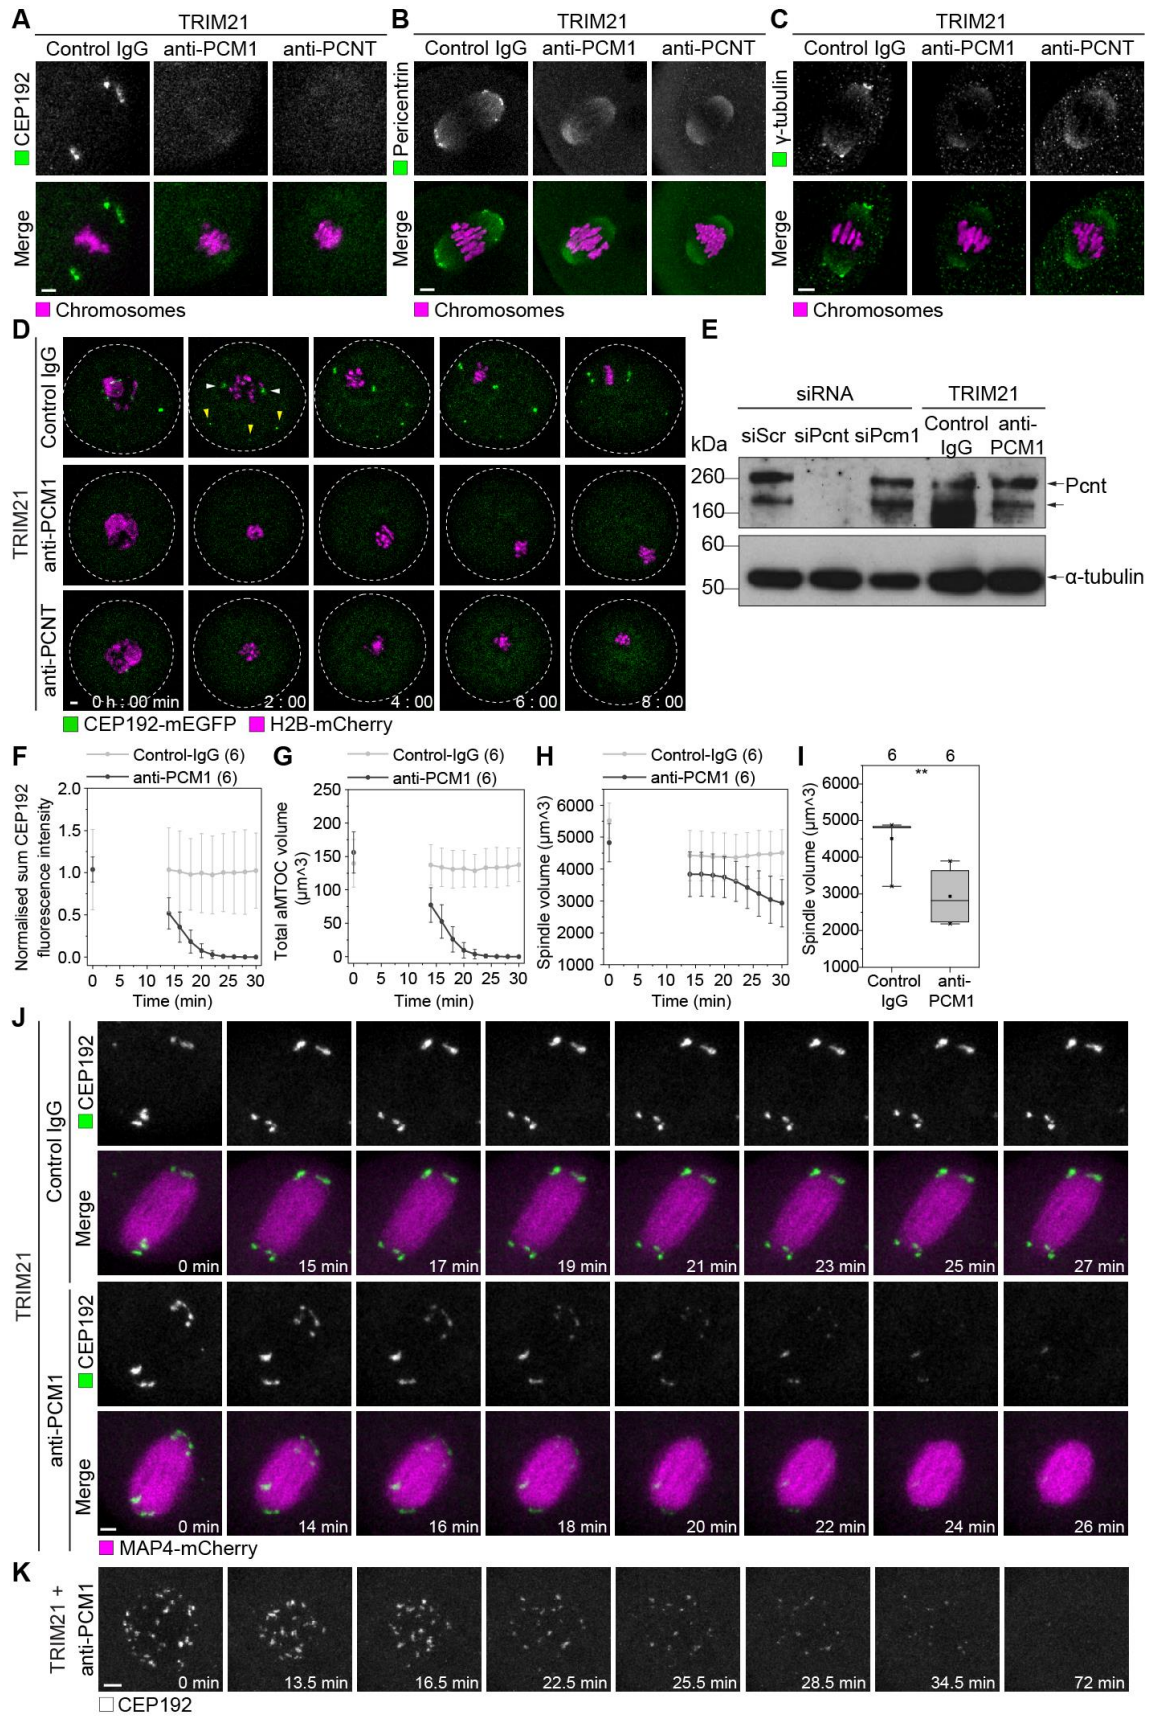 A
TRIM21
Control IgG anti-PCM1 anti-PCNT
CEP192
Merge
Chromosomes
B
TRIM21
Control IgG anti-PCM1 anti-PCNT
Pericentrin
Merge
Chromosomes
C
TRIM21
Control IgG anti-PCM1 anti-PCNT
γ-tubulin
Merge
Chromosomes
D
TRIM21
Control IgG
anti-PCM1
anti-PCNT
0 h : 00 min 2 : 00 4 : 00 6 : 00 8 : 00
CEP192-mEGFP H2B-mCherry
E
siRNA TRIM21
siScr siPcnt siPcm1 Control IgG anti-PCM1
kDa
260
160
Pcnt
60
50
α-tubulin
F
Control-IgG (6)
anti-PCM1 (6)
Normalised sum CEP192
fluorescence intensity
2.0
1.5
1.0
0.5
0.0
0 5 10 15 20 25 30
Time (min)
G
Control-IgG (6)
anti-PCM1 (6)
Total aMTOC volume
(µm^3)
250
200
150
100
50
0
0 5 10 15 20 25 30
Time (min)
H
Control-IgG (6)
anti-PCM1 (6)
Spindle volume (µm^3)
6000
5000
4000
3000
2000
1000
0 5 10 15 20 25 30
Time (min)
I
6 6
**
Spindle volume (µm^3)
6000
5000
4000
3000
2000
1000
Control IgG
anti-PCM1
J
TRIM21
Control IgG
CEP192
Merge
0 min 15 min 17 min 19 min 21 min 23 min 25 min 27 min
anti-PCM1
CEP192
Merge
0 min 14 min 16 min 18 min 20 min 22 min 24 min 26 min
MAP4-mCherry
K
TRIM21 +
anti-PCM1
0 min 13.5 min 16.5 min 22.5 min 25.5 min 28.5 min 34.5 min 72 min
CEP192